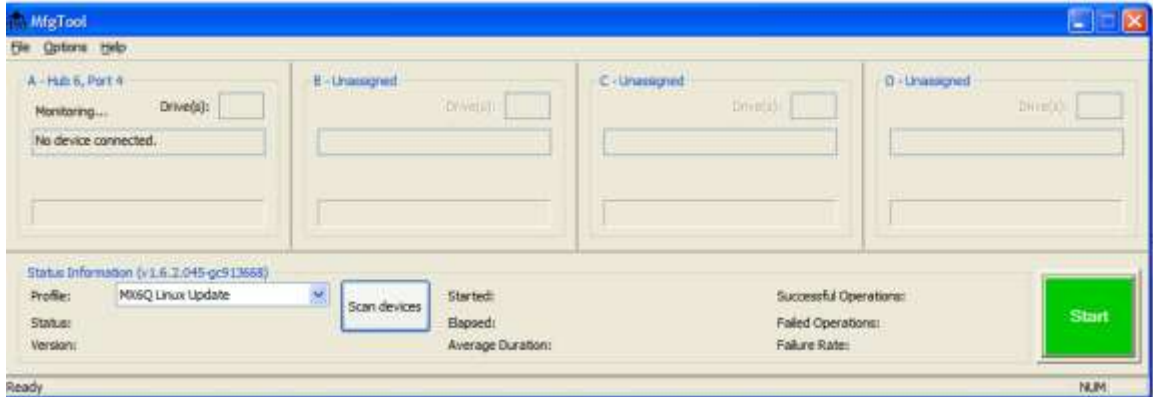 MfgTool
File Options Help
A - Hub 6, Port 4
B - Unassigned
C - Unassigned
D - Unassigned
Monitoring... Drive(s):
Drive(s):
Drive(s):
Drive(s):
No device connected.
Status Information (v1.6.2.045-gc913668)
Profile: MX6Q Linux Update
Scan devices
Started:
Successful Operations:
Start
Status:
Elapsed:
Failed Operations:
Version:
Average Duration:
Failure Rate:
Ready NUM